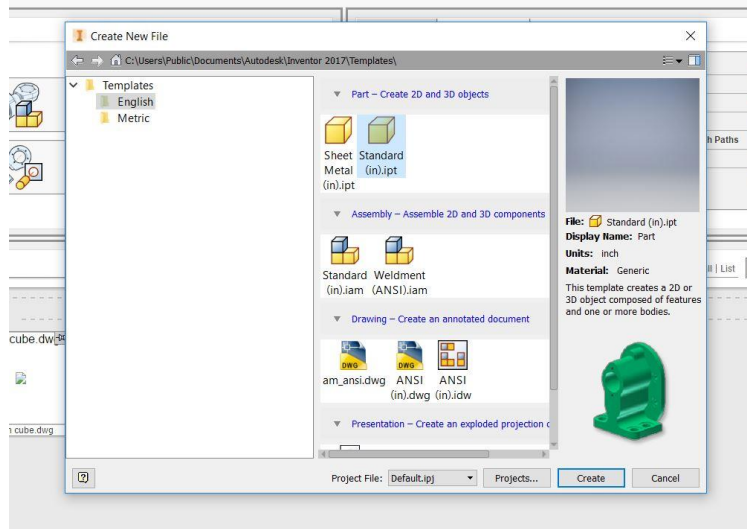 Create New File
C:\Users\Public\Documents\Autodesk\Inventor 2017\Templates\
Templates
English
Metric
Part – Create 2D and 3D objects
Sheet Metal (in).ipt
Standard (in).ipt
Assembly – Assemble 2D and 3D components
Standard (in).iam
Weldment (ANSI).iam
Drawing – Create an annotated document
am_ansi.dwg
ANSI (in).dwg
ANSI (in).idw
Presentation – Create an exploded projection
File: Standard (in).ipt
Display Name: Part
Units: inch
Material: Generic
This template creates a 2D or
3D object composed of features
and one or more bodies.
Project File: Default.ipj
Projects...
Create
Cancel
h Paths
List
cube.dw
cube.dwg